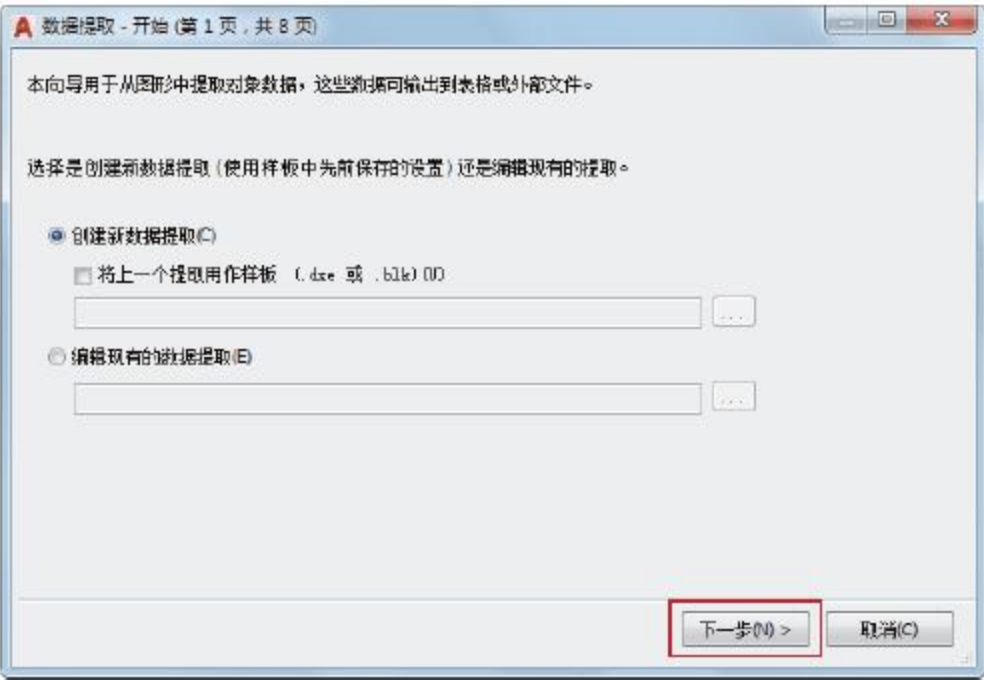 数据提取 - 开始 (第 1 页，共 8 页)
本向导用于从图形中提取对象数据，这些数据可输出到表格或外部文件。
选择是创建新数据提取 (使用样板中先前保存的设置) 还是编辑现有的提取。
创建新数据提取(C)
将上一个提取用作样板 (.dxe 或 .blk)(U)
...
编辑现有的数据提取(E)
...
下一步(N) >
取消(C)